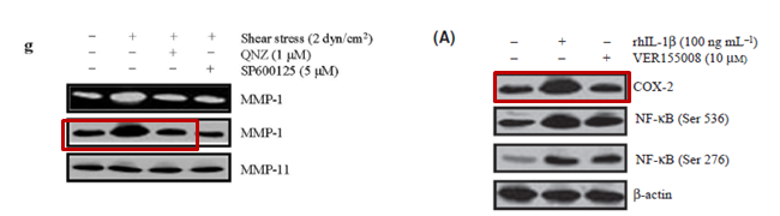 g
− + + + Shear stress (2 dyn/cm²)
− − + − QNZ (1 μM)
− − − + SP600125 (5 μM)
MMP-1
MMP-1
MMP-11
(A)
− + − rhIL-1β (100 ng mL⁻¹)
− − + VER155008 (10 μM)
COX-2
NF-κB (Ser 536)
NF-κB (Ser 276)
β-actin